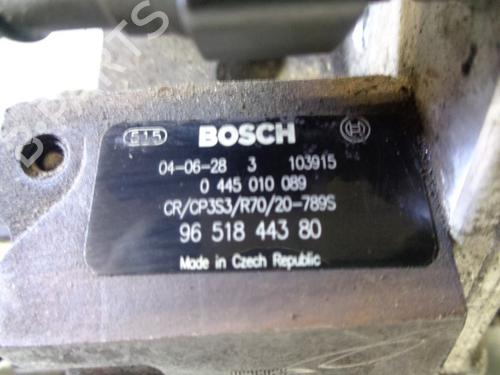 615 BOSCH
04-06-28 3 103915
0 445 010 089
CR/CP3S3/R70/20-789S
96 518 443 80
Made in Czech Republic